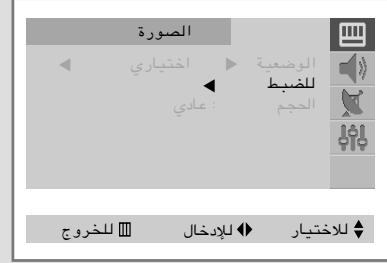 الصورة
الوضعية ▶ اختياري ◀
للضبط ◀
الحجم : عادي
للاختيار للإدخال للخروج